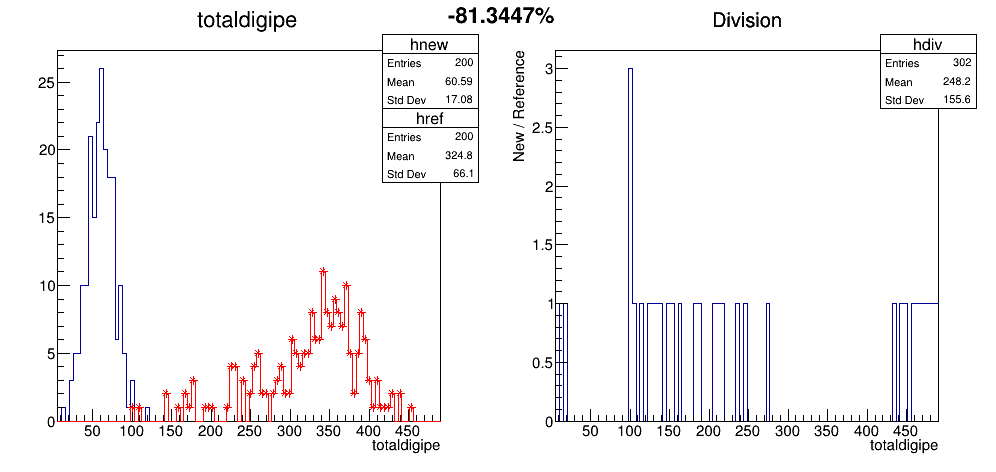 -81.3447%
totaldigipe
hnew
Entries 200
Mean 60.59
Std Dev 17.08
href
Entries 200
Mean 324.8
Std Dev 66.1
25
20
15
10
5
0
50 100 150 200 250 300 350 400 450
totaldigipe
Division
hdiv
Entries 302
Mean 248.2
Std Dev 155.6
New / Reference
3
2.5
2
1.5
1
0.5
0
50 100 150 200 250 300 350 400 450
totaldigipe